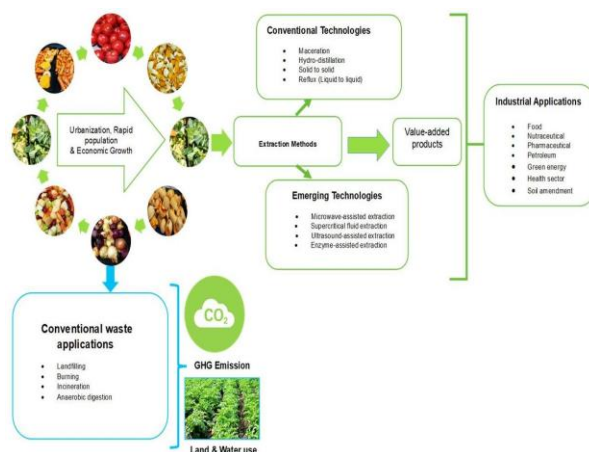 Conventional Technologies
Maceration
Hydro-distillation
Solid to solid
Reflux (Liquid to liquid)
Urbanization, Rapid
population
& Economic Growth
Extraction Methods
Value-added
products
Industrial Applications
Food
Nutraceutical
Pharmaceutical
Petroleum
Green energy
Health sector
Soil amendment
Emerging Technologies
Microwave-assisted extraction
Supercritical fluid extraction
Ultrasound-assisted extraction
Enzyme-assisted extraction
Conventional waste
applications
Landfilling
Burning
Incineration
Anaerobic digestion
CO₂
GHG Emission
Land & Water use